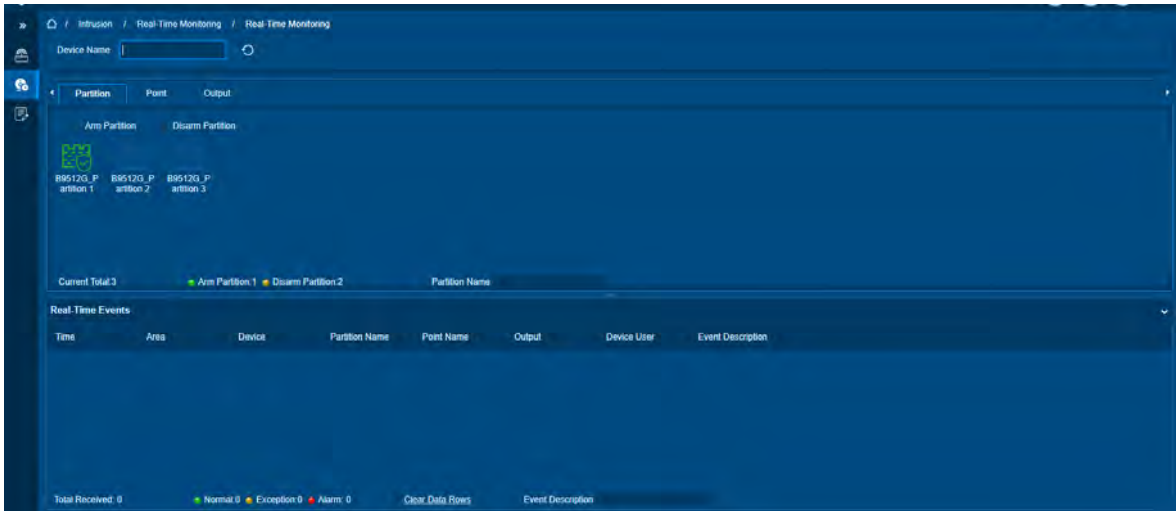 / Intrusion / Real-Time Monitoring / Real-Time Monitoring
Device Name
Partition Point Output
Arm Partition Disarm Partition
B9512G_P B9512G_P B9512G_P
artition 1 artition 2 artition 3
Current Total:3 Arm Partition:1 Disarm Partition:2 Partition Name
Real-Time Events
Time Area Device Partition Name Point Name Output Device User Event Description
Total Received: 0 Normal:0 Exception:0 Alarm: 0 Clear Data Rows Event Description